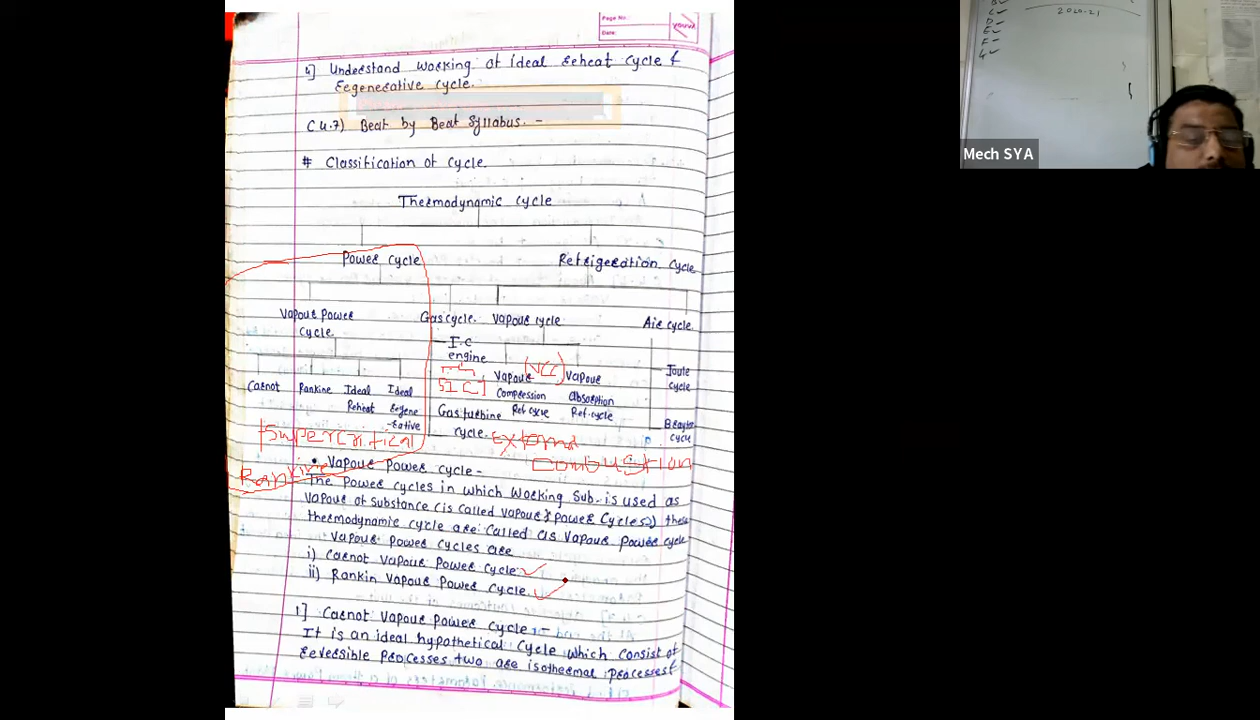 Page No.
Date:
youva
4] Understand working of ideal reheat cycle &
regenerative cycle.
C 4.7) Beat by Beat Syllabus. -
# Classification of cycle.
Thermodynamic cycle
Power cycle
Refrigeration cycle
Vapour power
cycle.
Gas cycle.
Vapour cycle
Air cycle.
I.C
engine
SI CI
Gas turbine
cycle.
Carnot
Rankine
Ideal
Reheat
Ideal
Regene
-rative
Vapour
Compression
Ref. cycle
(VCC)
Vapour
Absorption
Ref. cycle
Joule
cycle
Brayton
cycle
Supercritical
Rankine
External
Combustion
• Vapour Power cycle -
The Power cycles in which Working Sub. is used as
vapour of substance (is called vapour power cycles) these
thermodynamic cycle are called as vapour power cycle
Vapour power cycles are
i) Carnot vapour power cycle
ii) Rankin vapour power cycle.
1] Carnot vapour power cycle :-
It is an ideal hypothetical cycle which consist of
reversible processes two are isothermal processes &
2020-21
C ✓
D ✓
E ✓
F -
G ✓
Mech SYA